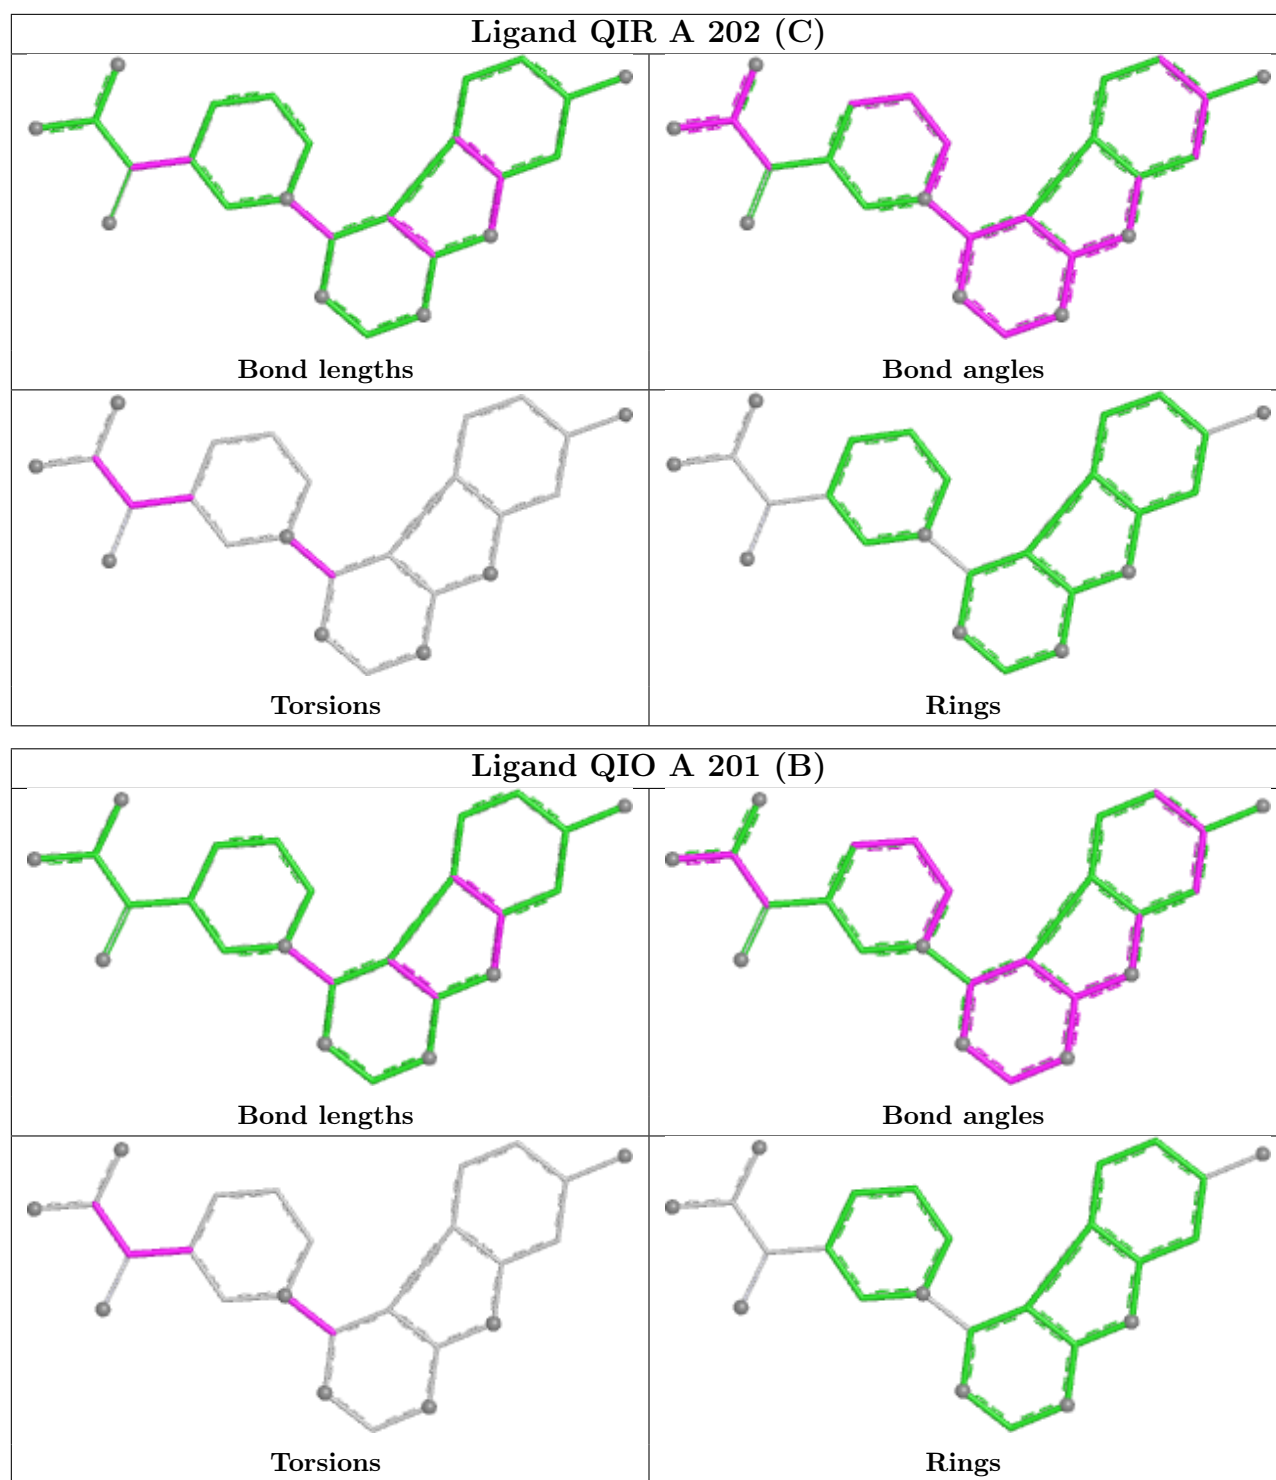 Ligand QIR A 202 (C)
Bond lengths
Bond angles
Torsions
Rings
Ligand QIO A 201 (B)
Bond lengths
Bond angles
Torsions
Rings